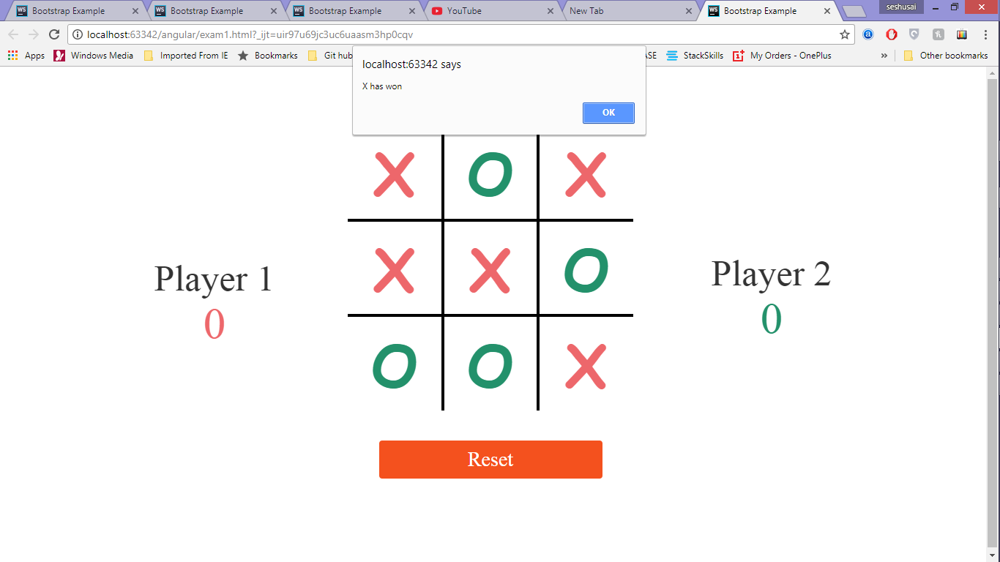 seshusai
Bootstrap Example
Bootstrap Example
Bootstrap Example
YouTube
New Tab
Bootstrap Example
localhost:63342/angular/exam1.html?_ijt=uir97u69jc3uc6uaasm3hp0cqv
Apps Windows Media Imported From IE Bookmarks Git hub ASE StackSkills My Orders - OnePlus » Other bookmarks
localhost:63342 says
X has won
OK
X O X
X X O
O O X
Player 1
0
Player 2
0
Reset